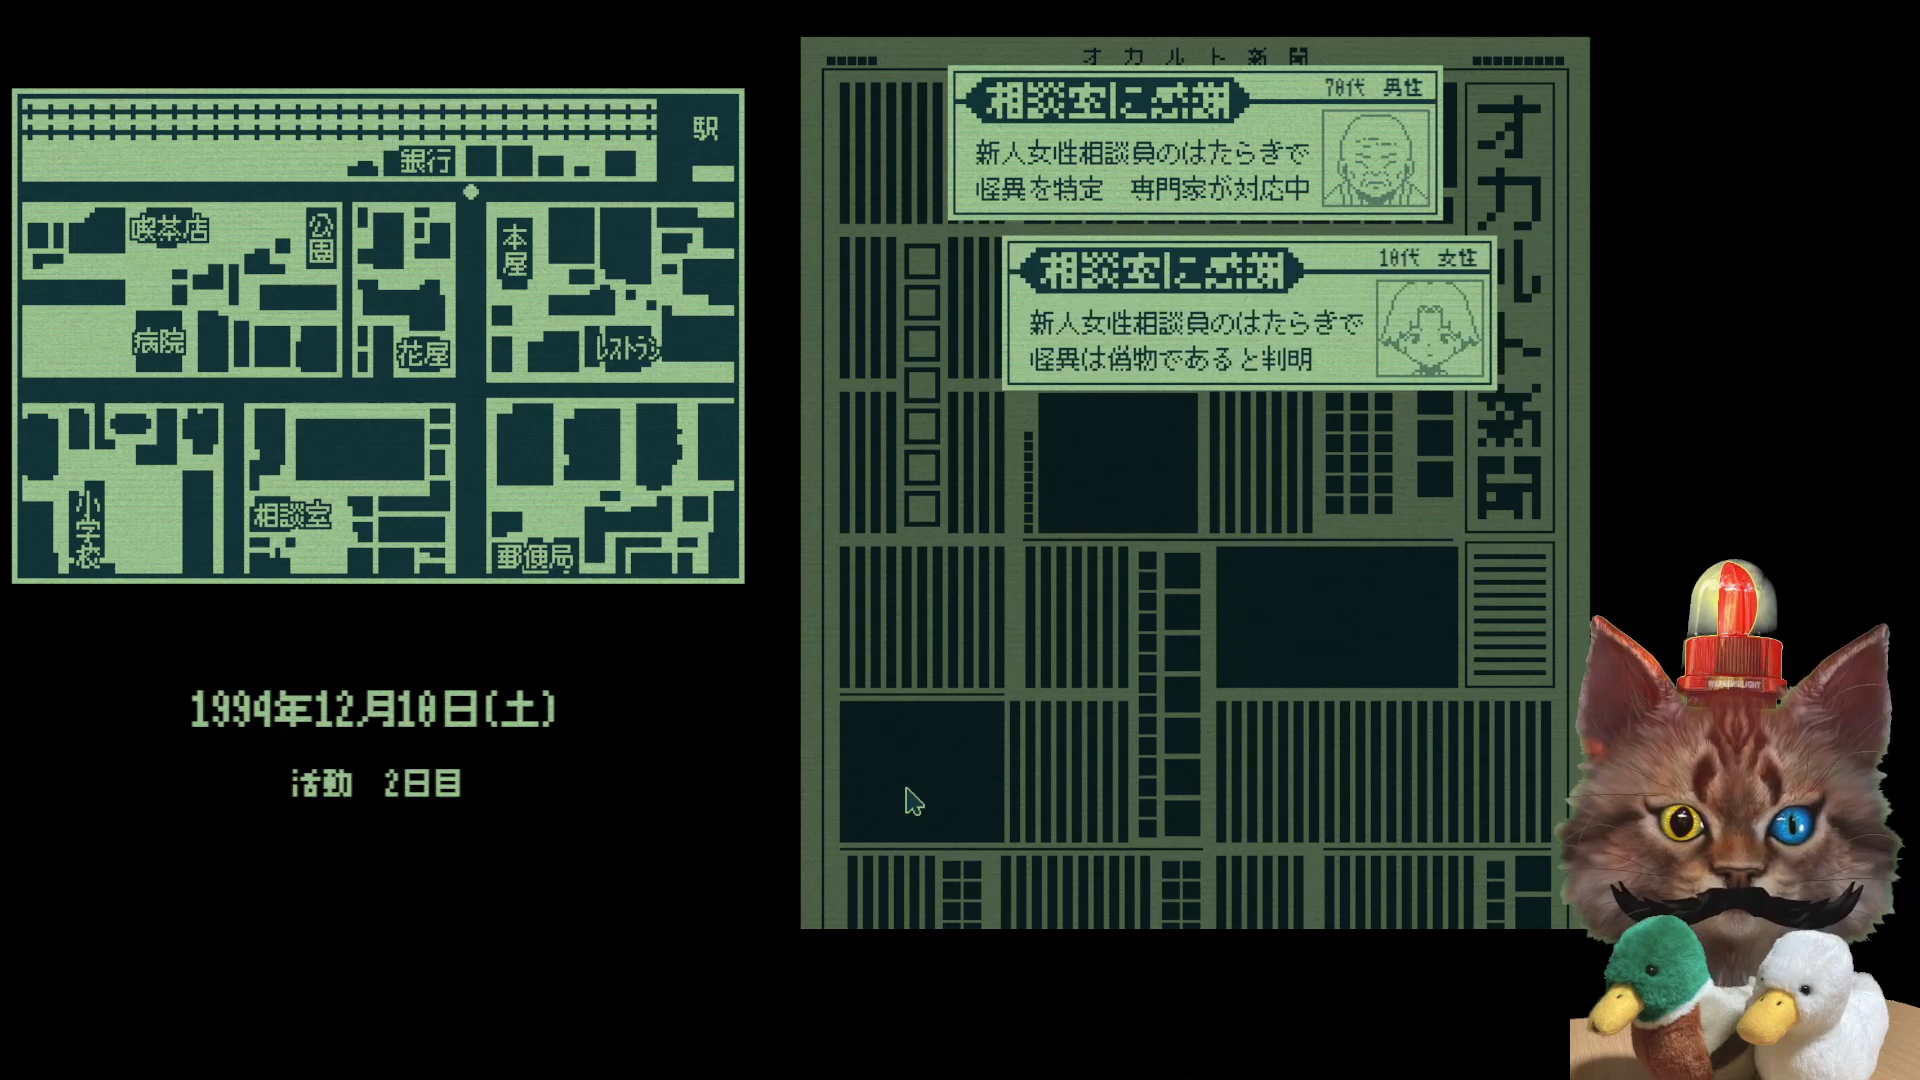 駅
銀行
喫茶店
公園
本屋
病院
花屋
レストラン
小学校
相談室
郵便局
1994年12月10日(土)
活動 2日目
オカルト新聞
オカルト新聞
相談室に感謝
70代 男性
新人女性相談員のはたらきで
怪異を特定 専門家が対応中
相談室に感謝
10代 女性
新人女性相談員のはたらきで
怪異は偽物であると判明